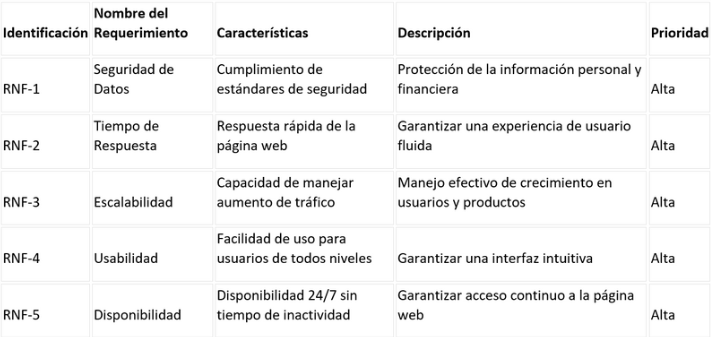 Identificación
Nombre del
Requerimiento
Características
Descripción
Prioridad
RNF-1
Seguridad de
Datos
Cumplimiento de
estándares de seguridad
Protección de la información personal y
financiera
Alta
RNF-2
Tiempo de
Respuesta
Respuesta rápida de la
página web
Garantizar una experiencia de usuario
fluida
Alta
RNF-3
Escalabilidad
Capacidad de manejar
aumento de tráfico
Manejo efectivo de crecimiento en
usuarios y productos
Alta
RNF-4
Usabilidad
Facilidad de uso para
usuarios de todos niveles
Garantizar una interfaz intuitiva
Alta
RNF-5
Disponibilidad
Disponibilidad 24/7 sin
tiempo de inactividad
Garantizar acceso continuo a la página
web
Alta